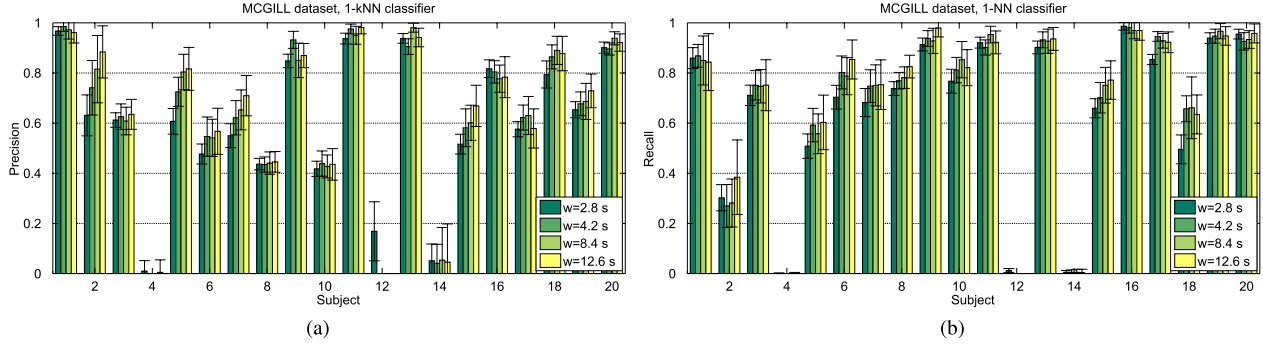 MCGILL dataset, 1-kNN classifier
1
0.8
0.6
0.4
0.2
0
Precision
2 4 6 8 10 12 14 16 18 20
Subject
w=2.8 s
w=4.2 s
w=8.4 s
w=12.6 s
(a)
MCGILL dataset, 1-NN classifier
1
0.8
0.6
0.4
0.2
0
Recall
2 4 6 8 10 12 14 16 18 20
Subject
w=2.8 s
w=4.2 s
w=8.4 s
w=12.6 s
(b)